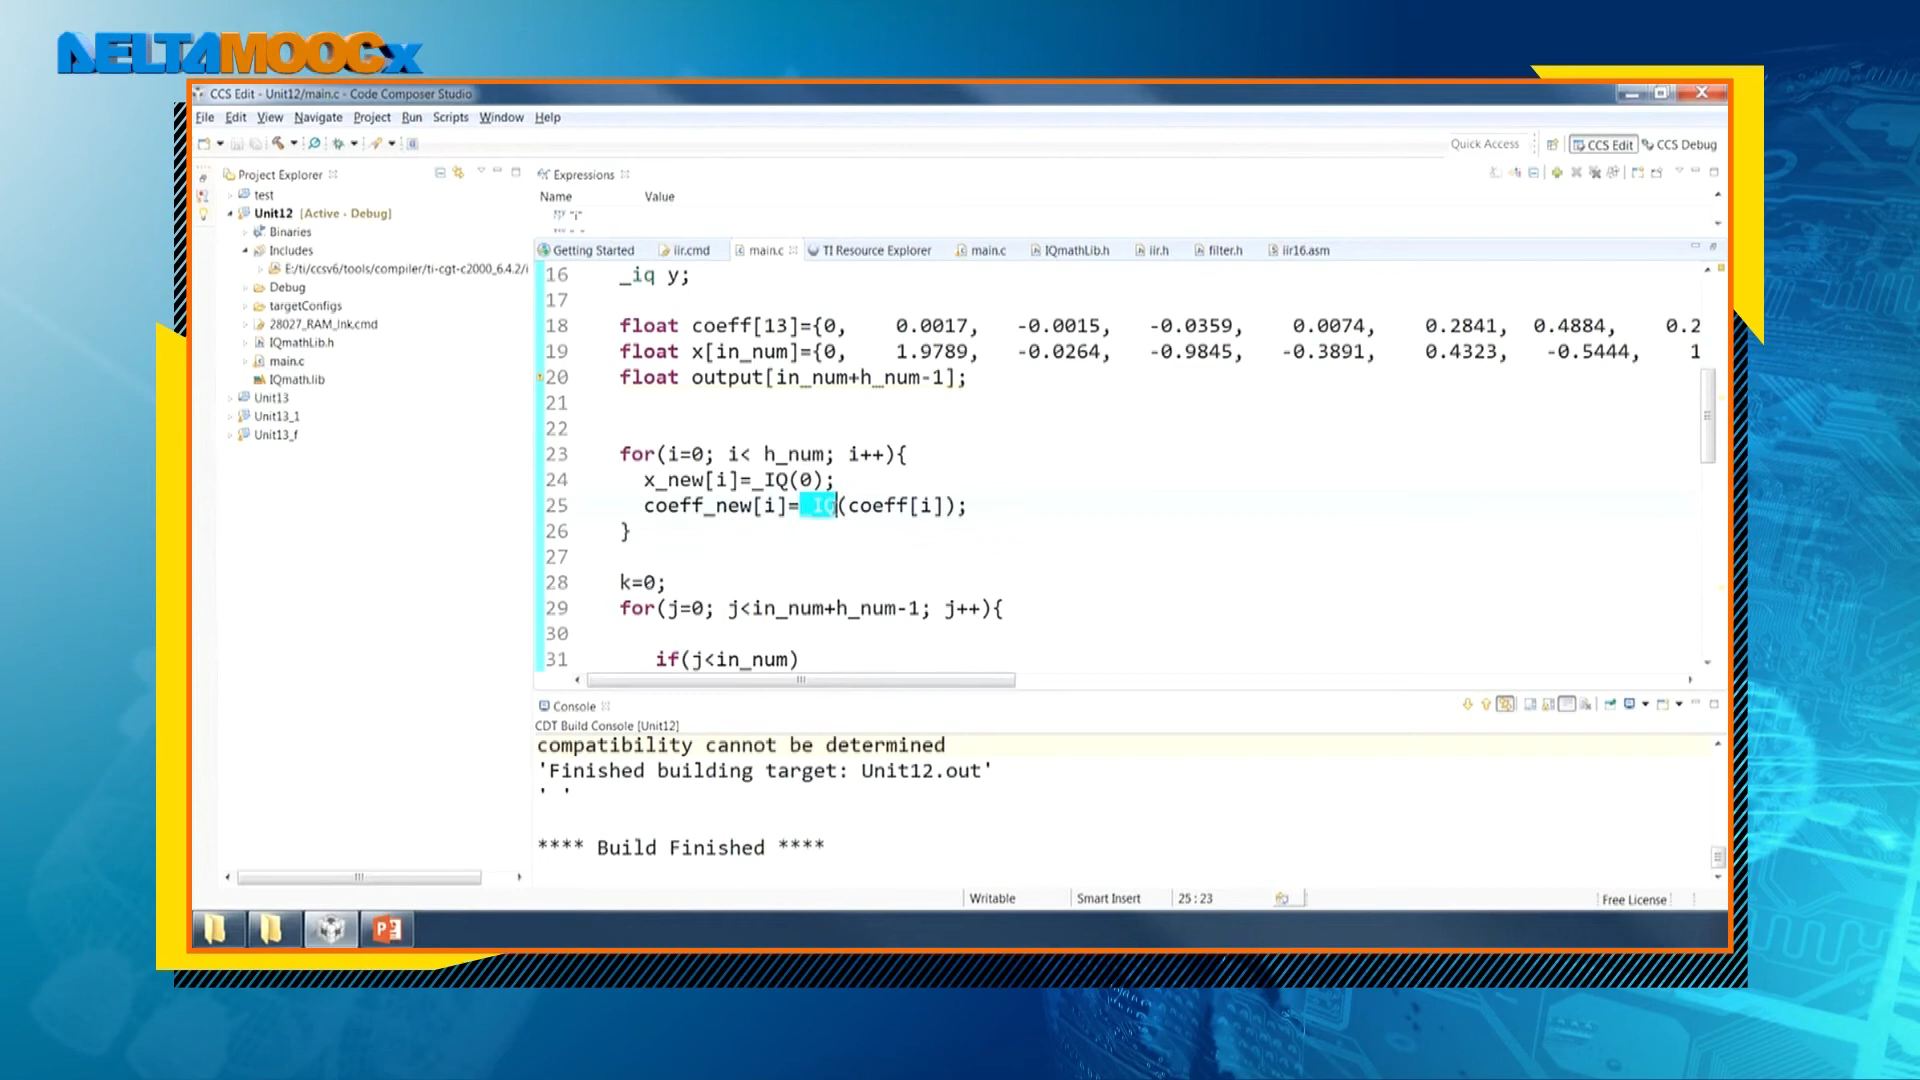 DELTAMOOCx
CCS Edit - Unit12/main.c - Code Composer Studio
File Edit View Navigate Project Run Scripts Window Help
Quick Access CCS Edit CCS Debug
Project Explorer
test
Unit12 [Active - Debug]
Binaries
Includes
E:/ti/ccsv6/tools/compiler/ti-cgt-c2000_6.4.2/i
Debug
targetConfigs
28027_RAM_lnk.cmd
IQmathLib.h
main.c
IQmath.lib
Unit13
Unit13_1
Unit13_f
Expressions
Name Value
Getting Started iir.cmd main.c TI Resource Explorer main.c IQmathLib.h iir.h filter.h iir16.asm
16 _iq y;
17
18 float coeff[13]={0, 0.0017, -0.0015, -0.0359, 0.0074, 0.2841, 0.4884, 0.2
19 float x[in_num]={0, 1.9789, -0.0264, -0.9845, -0.3891, 0.4323, -0.5444, 1
20 float output[in_num+h_num-1];
21
22
23 for(i=0; i< h_num; i++){
24 x_new[i]=_IQ(0);
25 coeff_new[i]=_IQ(coeff[i]);
26 }
27
28 k=0;
29 for(j=0; j<in_num+h_num-1; j++){
30
31 if(j<in_num)
Console
CDT Build Console [Unit12]
compatibility cannot be determined
'Finished building target: Unit12.out'
' '
**** Build Finished ****
Writable Smart Insert 25 : 23 Free License